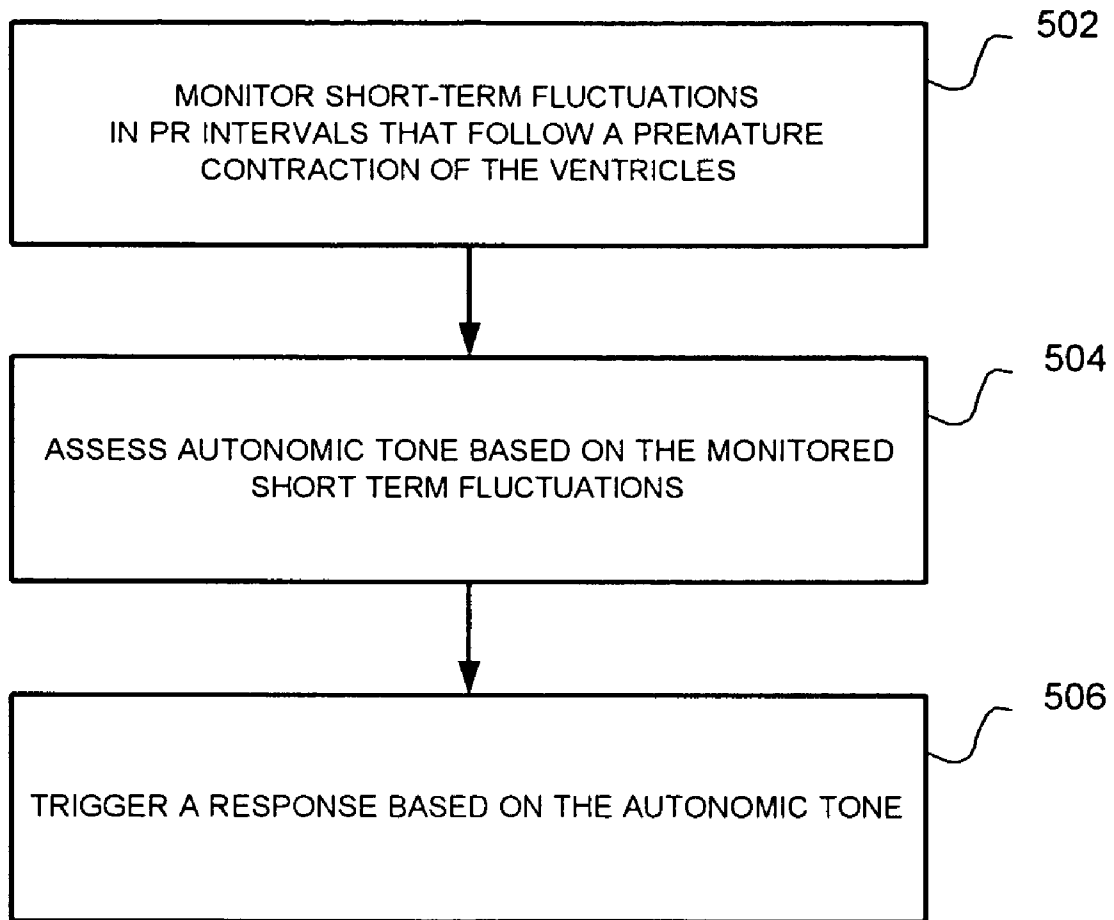 502
MONITOR SHORT-TERM FLUCTUATIONS
IN PR INTERVALS THAT FOLLOW A PREMATURE
CONTRACTION OF THE VENTRICLES
504
ASSESS AUTONOMIC TONE BASED ON THE MONITORED
SHORT TERM FLUCTUATIONS
506
TRIGGER A RESPONSE BASED ON THE AUTONOMIC TONE